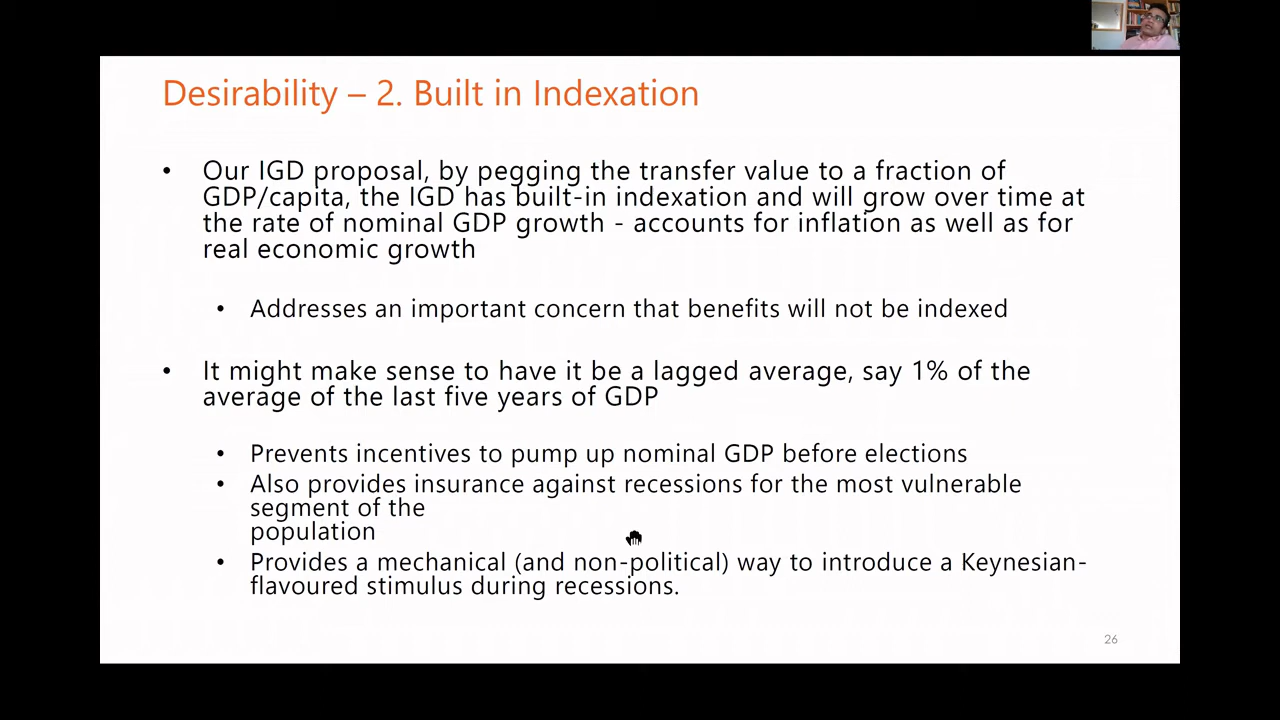 Desirability – 2. Built in Indexation
• Our IGD proposal, by pegging the transfer value to a fraction of
GDP/capita, the IGD has built-in indexation and will grow over time at
the rate of nominal GDP growth - accounts for inflation as well as for
real economic growth
• Addresses an important concern that benefits will not be indexed
• It might make sense to have it be a lagged average, say 1% of the
average of the last five years of GDP
• Prevents incentives to pump up nominal GDP before elections
• Also provides insurance against recessions for the most vulnerable
segment of the
population
• Provides a mechanical (and non-political) way to introduce a Keynesian-
flavoured stimulus during recessions.
26